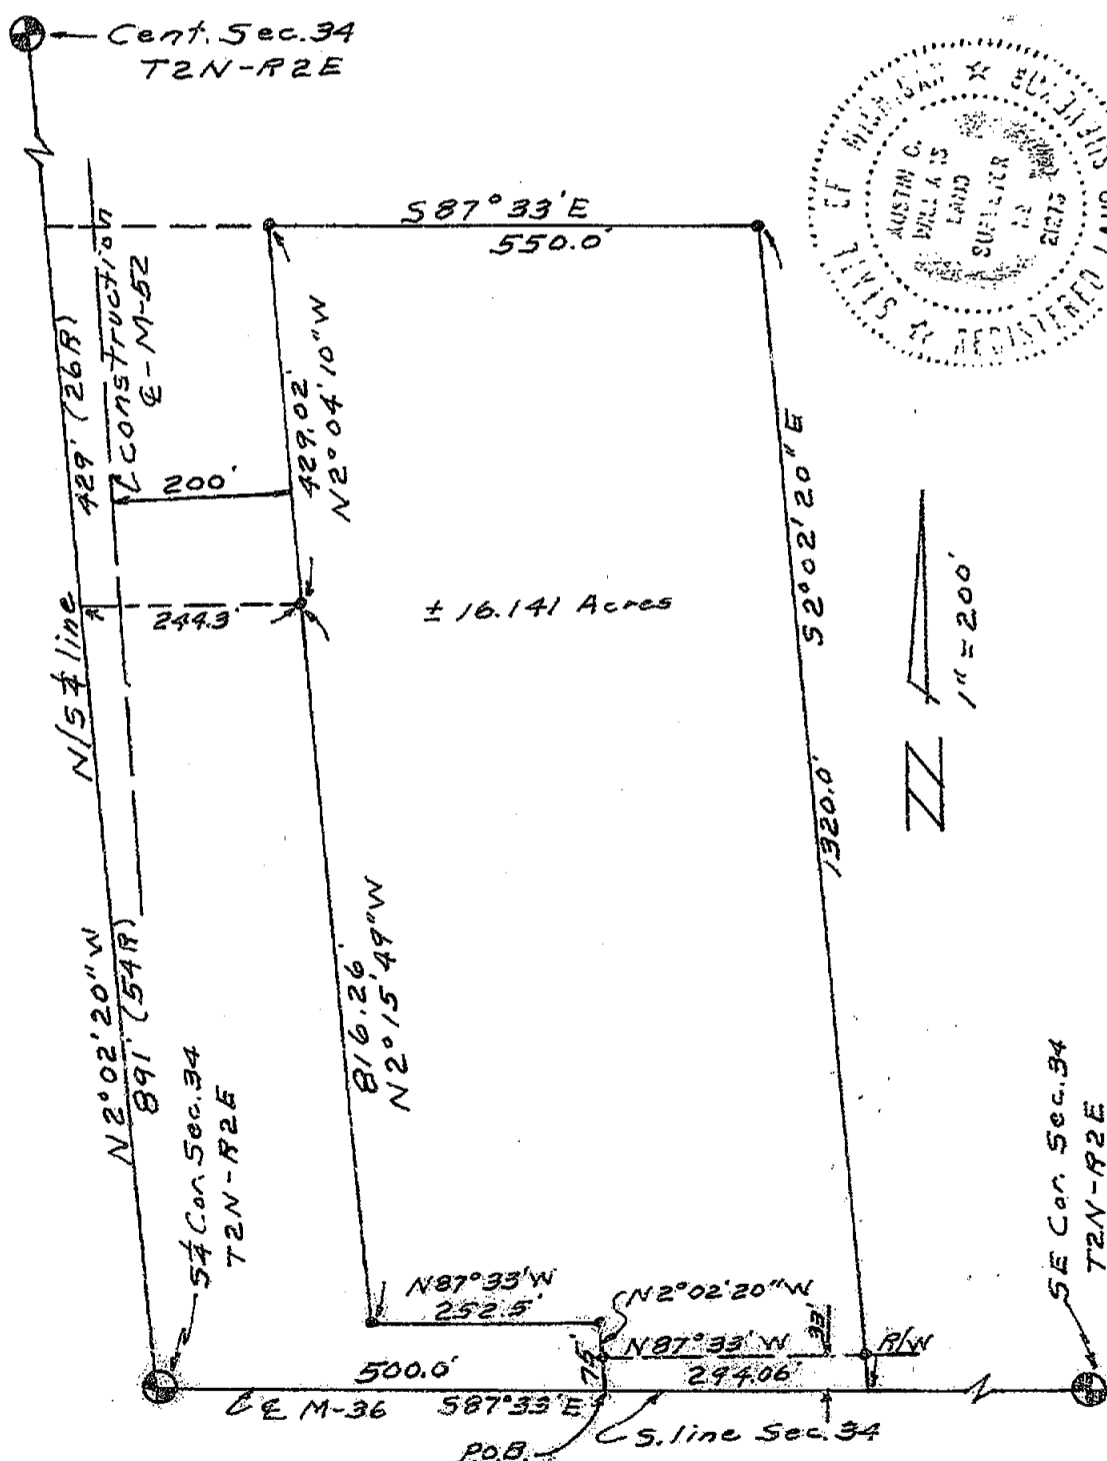 Cent. Sec. 34
T2N-R2E
S87°33'E
550.0'
Construction
℄-M-52
429' (26R)
429.02'
N2°04'10"W
200'
244.3'
N/S ¼ line
± 16.141 Acres
S2°02'20"E
1320.0'
1"=200'
N2°02'20"W
891' (54R)
816.26'
N2°15'49"W
S¼ Cor. Sec. 34
T2N-R2E
SE Cor. Sec. 34
T2N-R2E
N87°33'W
252.5'
N2°02'20"W
N87°33'W
33'
R/W
75'
500.0'
294.06'
℄ M-36
S87°33'E
S. line Sec. 34
P.O.B.
AUSTIN C.
LAND
REGISTERED LAND